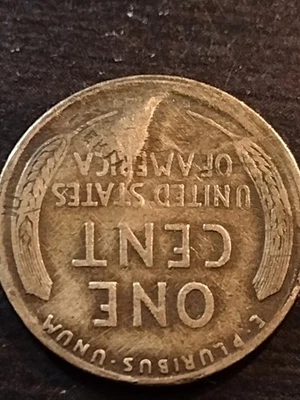 E·PLURIBUS·UNUM
ONE
CENT
UNITED STATES
OF AMERICA